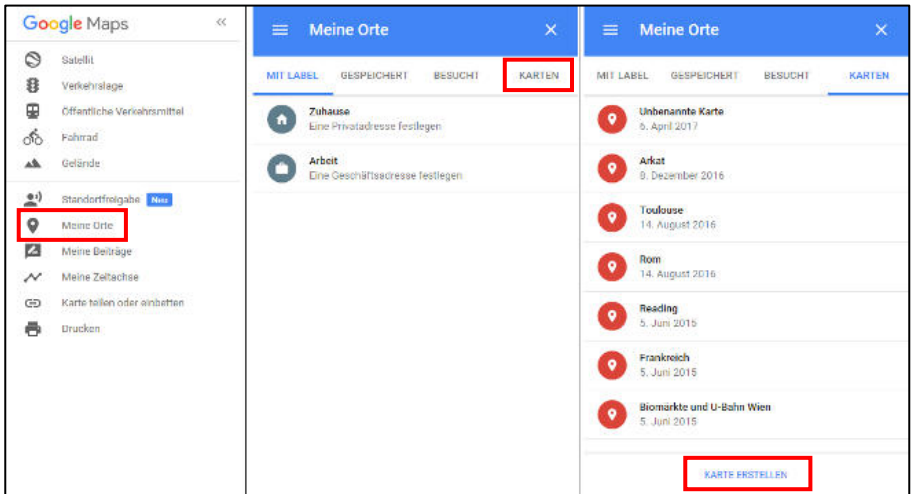 Google Maps
Satellit
Verkehrslage
Öffentliche Verkehrsmittel
Fahrrad
Gelände
Standortfreigabe Neu
Meine Orte
Meine Beiträge
Meine Zeitachse
Karte teilen oder einbetten
Drucken
Meine Orte
MIT LABEL GESPEICHERT BESUCHT KARTEN
Zuhause
Eine Privatadresse festlegen
Arbeit
Eine Geschäftsadresse festlegen
Meine Orte
MIT LABEL GESPEICHERT BESUCHT KARTEN
Unbenannte Karte
6. April 2017
Arkat
8. Dezember 2016
Toulouse
14. August 2016
Rom
14. August 2016
Reading
5. Juni 2015
Frankreich
5. Juni 2015
Biomärkte und U-Bahn Wien
5. Juni 2015
KARTE ERSTELLEN